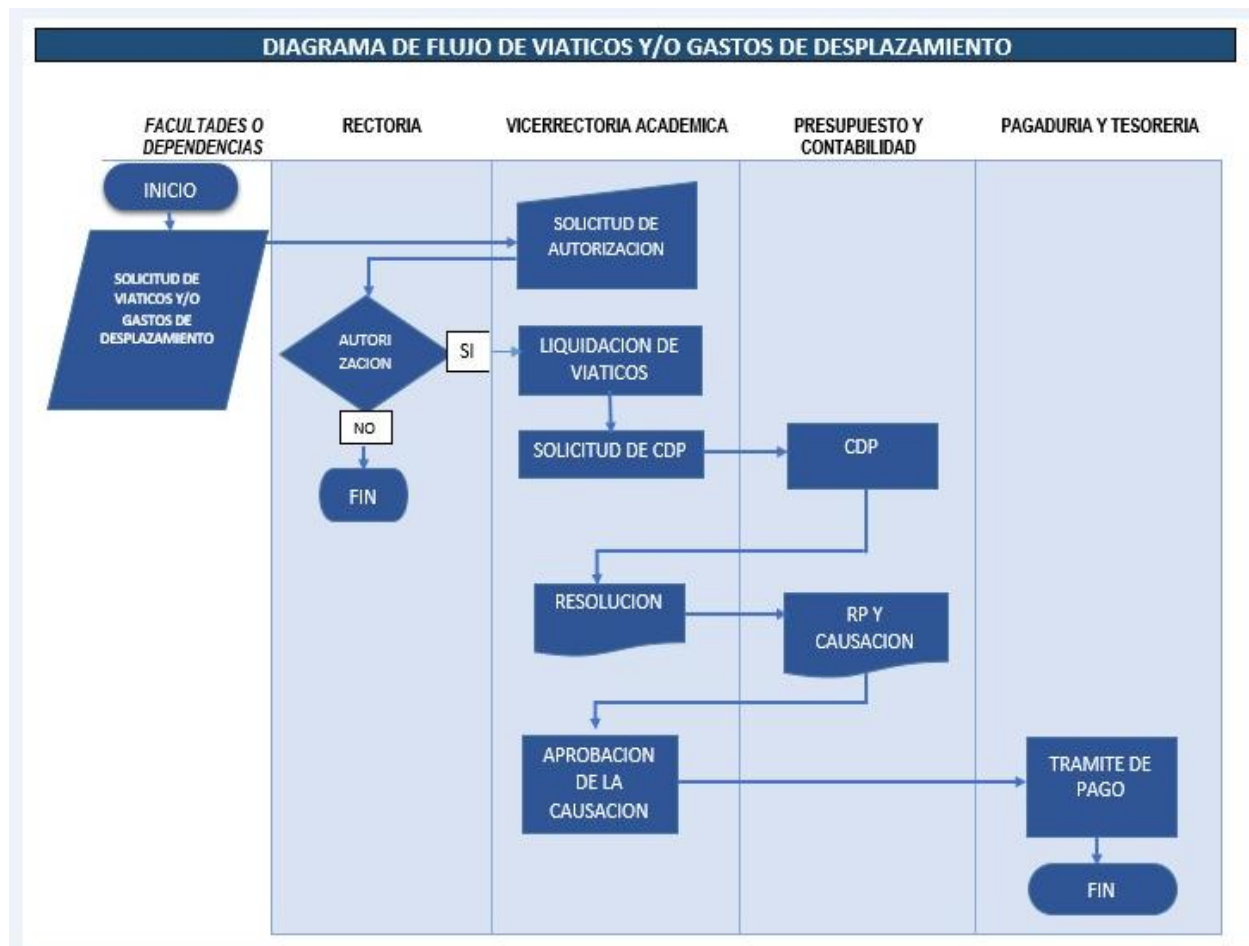 DIAGRAMA DE FLUJO DE VIATICOS Y/O GASTOS DE DESPLAZAMIENTO
FACULTADES O
DEPENDENCIAS
RECTORIA
VICERRECTORIA ACADEMICA
PRESUPUESTO Y
CONTABILIDAD
PAGADURIA Y TESORERIA
INICIO
SOLICITUD DE
VIATICOS Y/O
GASTOS DE
DESPLAZAMIENTO
SOLICITUD DE
AUTORIZACION
AUTORI
ZACION
SI
NO
FIN
LIQUIDACION DE
VIATICOS
SOLICITUD DE CDP
CDP
RESOLUCION
RP Y
CAUSACION
APROBACION
DE LA
CAUSACION
TRAMITE DE
PAGO
FIN